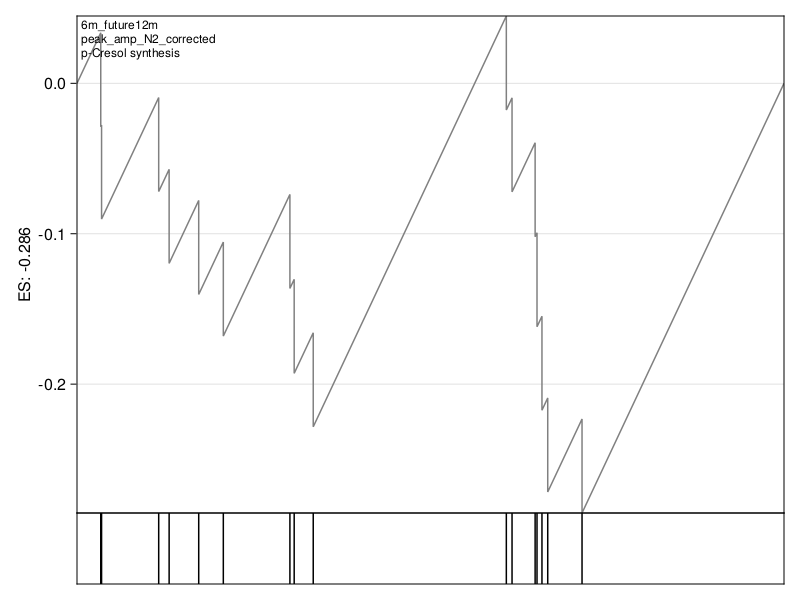 6m_future12m
peak_amp_N2_corrected
p-Cresol synthesis
0.0
-0.1
-0.2
ES: -0.286